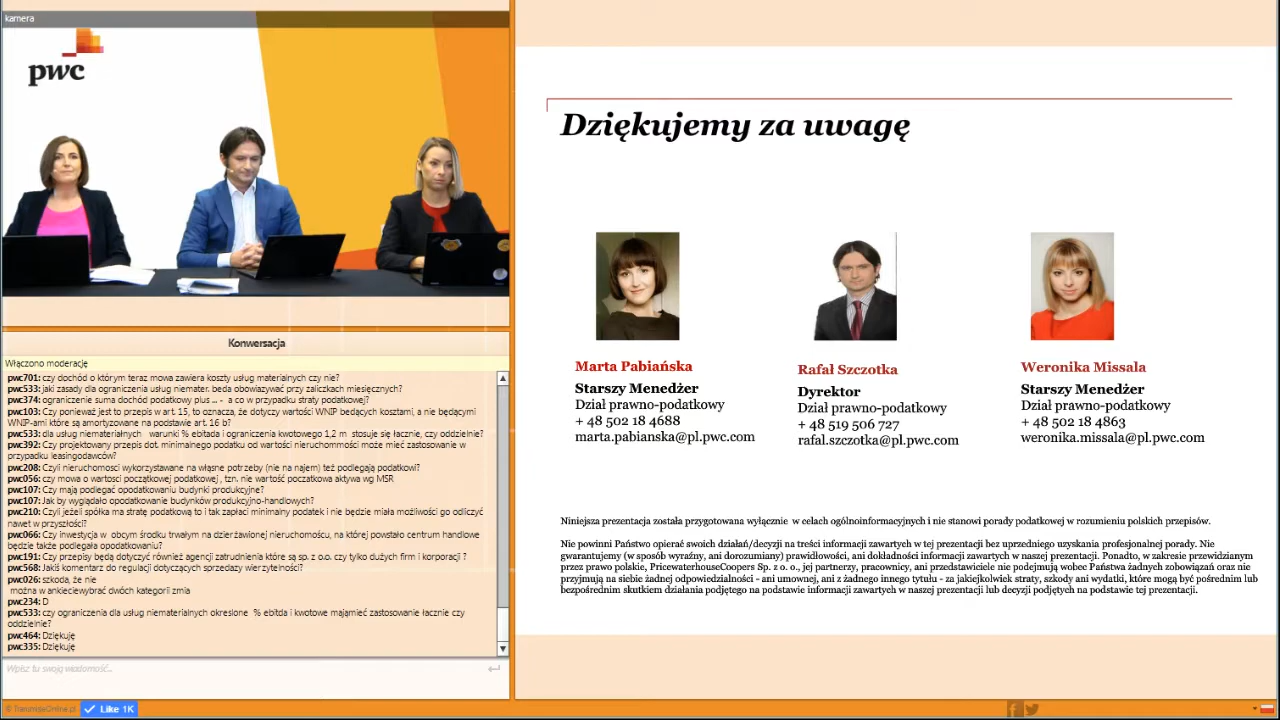 kamera
pwc
Konwersacja
Włączono moderację
pwc701: czy dochód o którym teraz mowa zawiera koszty usług materialnych czy nie?
pwc533: jaki zasady dla ograniczenia usług niemater. beda obowiazywać przy zaliczkach miesięcznych?
pwc374: ograniczenie suma dochód podatkowy plus ... - a co w przypadku straty podatkowej?
pwc103: Czy ponieważ jest to przepis w art. 15, to oznacza, że dotyczy wartości WNIP bedących kosztami, a nie będącymi
WNIP-ami które są amortyzowane na podstawie art. 16 b?
pwc533: dla usług niematerialnych warunki % ebitada i ograniczenia kwotowego 1,2 m stosuje się łacznie, czy oddzielnie?
pwc392: Czy projektowany przepis dot. minimalnego podatku od wartości nieruchommości może mieć zastosowanie w
przypadku leasingodawców?
pwc208: Czyli nieruchomosci wykorzystawane na własne potrzeby (nie na najem) też podlegają podatkowi?
pwc056: czy mowa o wartosci początkowej podatkowej , tzn. nie wartość poczatkowa aktywa wg MSR
pwc107: Czy mają podlegać opodatkowaniu budynki produkcyjne?
pwc107: Jak by wyglądało opodatkowanie budynków produkcyjno-handlowych?
pwc210: Czyli jeżeli spółka ma stratę podatkową to i tak zapłaci minimalny podatek i nie będzie miała możliwości go odliczyć
nawet w przyszłości?
pwc066: Czy inwestycja w obcym środku trwałym na dzierżawionej nieruchomości, na której powstało centrum handlowe
będzie także podlegała opodatkowaniu?
pwc191: Czy przepisy będą dotyczyć również agencji zatrudnienia które są sp. z o.o. czy tylko dużych firm i korporacji ?
pwc568: Jakiś komentarz do regulacji dotyczących sprzedazy wierzytelności?
pwc026: szkoda, że nie
można w ankieciewybrać dwóch kategorii zmia
pwc234: D
pwc533: czy ograniczenia dla usług niematerialnych okreslone % ebitda i kwotowe mająmieć zastosowanie łacznie czy
oddzielnie?
pwc464: Dziękuję
pwc335: Dziękuję
Wpisz tu swoją wiadomość...
© TransmisjeOnline.pl
Like 1K
Dziękujemy za uwagę
Marta Pabiańska
Starszy Menedżer
Dział prawno-podatkowy
+ 48 502 18 4688
marta.pabianska@pl.pwc.com
Rafał Szczotka
Dyrektor
Dział prawno-podatkowy
+ 48 519 506 727
rafal.szczotka@pl.pwc.com
Weronika Missala
Starszy Menedżer
Dział prawno-podatkowy
+ 48 502 18 4863
weronika.missala@pl.pwc.com
Niniejsza prezentacja została przygotowana wyłącznie w celach ogólnoinformacyjnych i nie stanowi porady podatkowej w rozumieniu polskich przepisów.
Nie powinni Państwo opierać swoich działań/decyzji na treści informacji zawartych w tej prezentacji bez uprzedniego uzyskania profesjonalnej porady. Nie
gwarantujemy (w sposób wyraźny, ani dorozumiany) prawidłowości, ani dokładności informacji zawartych w naszej prezentacji. Ponadto, w zakresie przewidzianym
przez prawo polskie, PricewaterhouseCoopers Sp. z o. o., jej partnerzy, pracownicy, ani przedstawiciele nie podejmują wobec Państwa żadnych zobowiązań oraz nie
przyjmują na siebie żadnej odpowiedzialności - ani umownej, ani z żadnego innego tytułu - za jakiejkolwiek straty, szkody ani wydatki, które mogą być pośrednim lub
bezpośrednim skutkiem działania podjętego na podstawie informacji zawartych w naszej prezentacji lub decyzji podjętych na podstawie tej prezentacji.